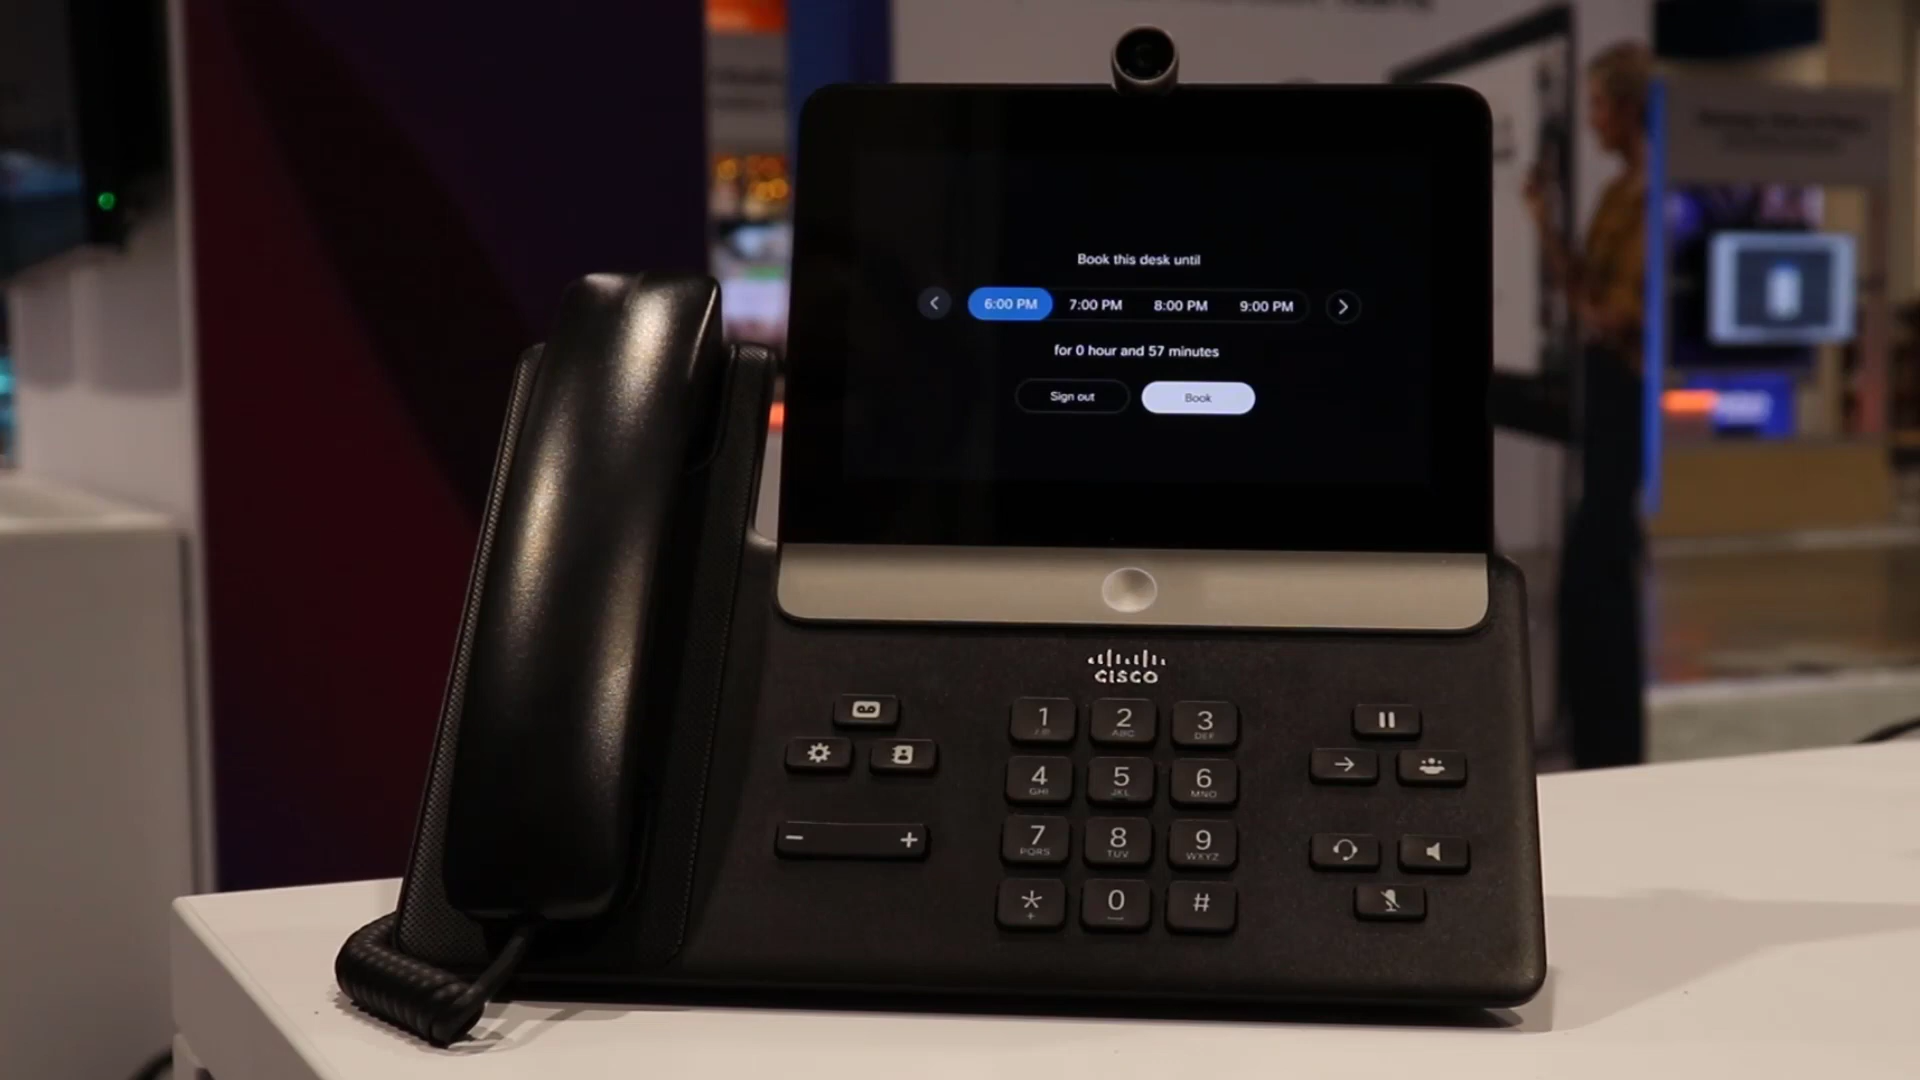 Book this desk until
6:00 PM 7:00 PM 8:00 PM 9:00 PM
for 0 hour and 57 minutes
Sign out Book
CISCO
1 2 ABC 3 DEF
4 GHI 5 JKL 6 MNO
7 PQRS 8 TUV 9 WXYZ
* + 0 #
- +